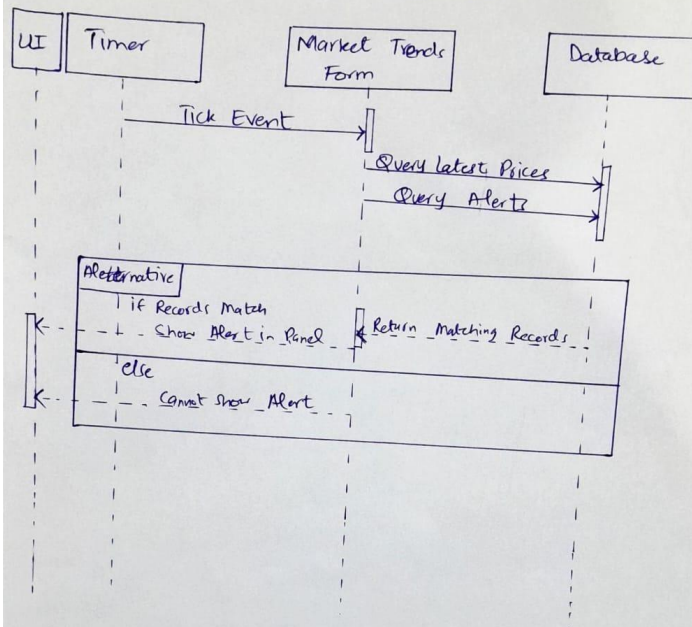 UI
Timer
Market Trends
Form
Database
Tick Event
Query Latest Prices
Query Alerts
if Records Match
Show Alert in Panel
Return Matching Records
else
Cannot Show Alert